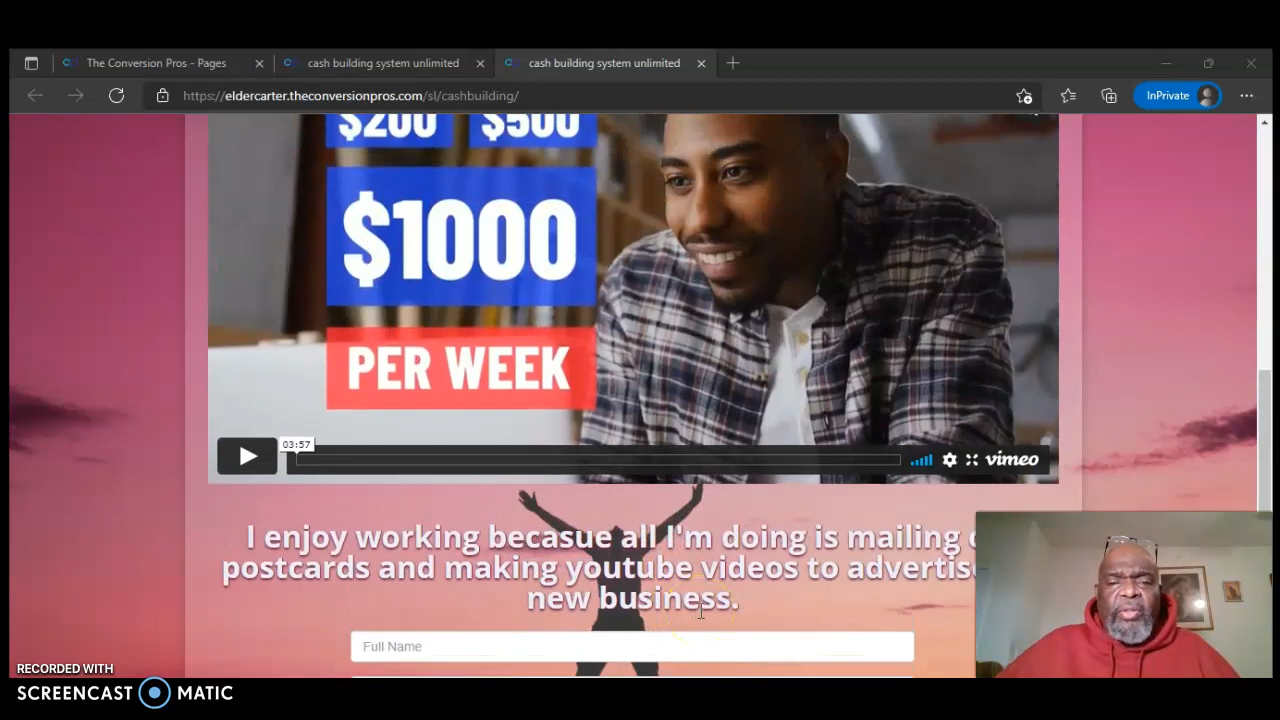 The Conversion Pros - Pages
cash building system unlimited
cash building system unlimited
https://eldercarter.theconversionpros.com/sl/cashbuilding/
InPrivate
$200 $500
$1000
PER WEEK
03:57
vimeo
I enjoy working becasue all I'm doing is mailing
postcards and making youtube videos to advertise
new business.
Full Name
RECORDED WITH
SCREENCAST MATIC